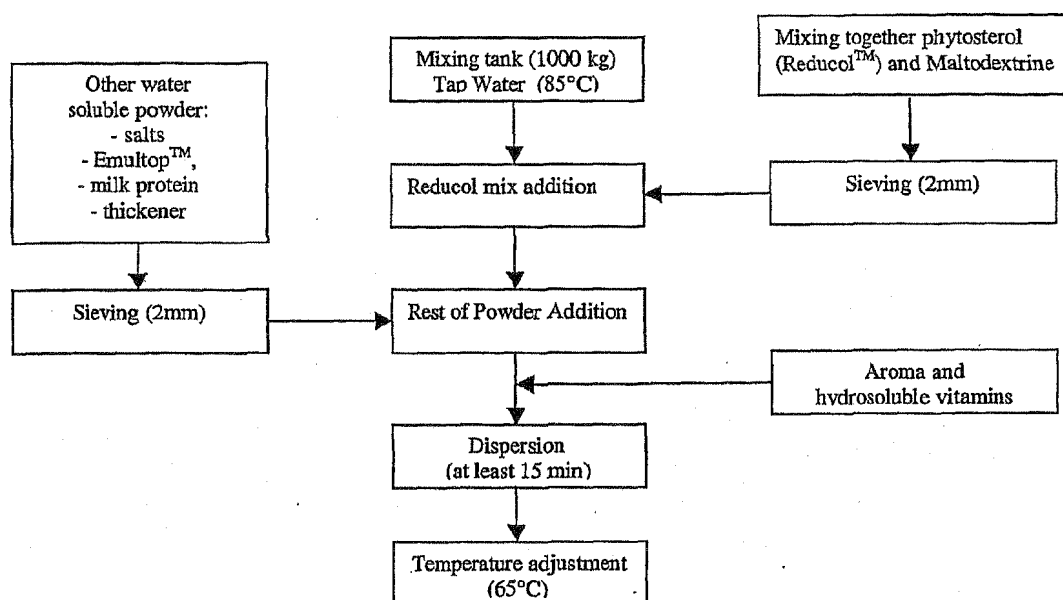 Other water
soluble powder:
- salts
- Emultop™,
- milk protein
- thickener
Mixing tank (1000 kg)
Tap Water (85°C)
Mixing together phytosterol
(Reducol™) and Maltodextrine
Reducol mix addition
Sieving (2mm)
Sieving (2mm)
Rest of Powder Addition
Aroma and
hydrosoluble vitamins
Dispersion
(at least 15 min)
Temperature adjustment
(65°C)